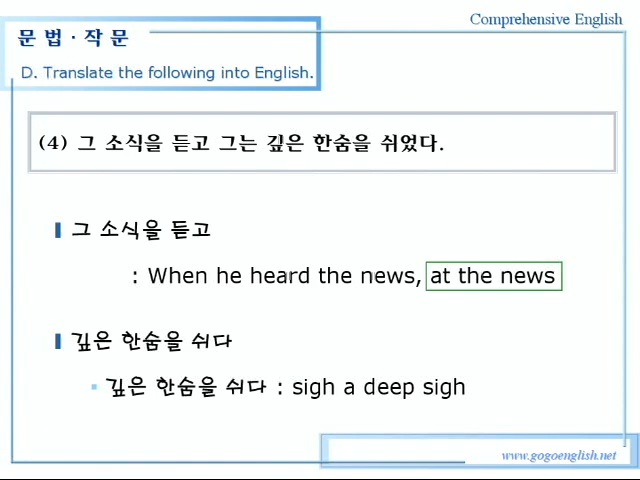 Comprehensive English
문 법 · 작 문
D. Translate the following into English.
(4) 그 소식을 듣고 그는 깊은 한숨을 쉬었다.
그 소식을 듣고
: When he heard the news, at the news
깊은 한숨을 쉬다
깊은 한숨을 쉬다 : sigh a deep sigh
www.gogoenglish.net